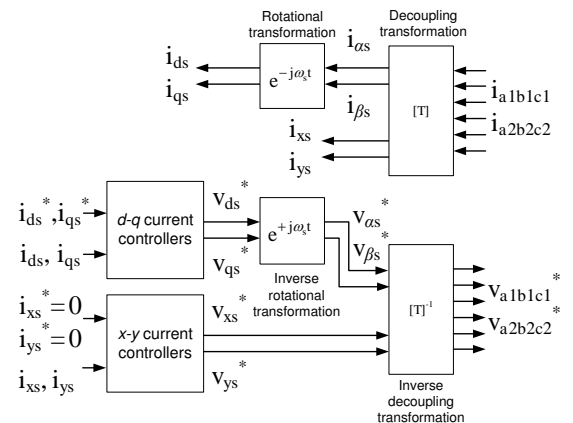 Rotational
transformation
Decoupling
transformation
i_ds
i_qs
e^{-jω_s t}
i_αs
i_βs
[T]
i_a1b1c1
i_a2b2c2
i_xs
i_ys
i_ds^*, i_qs^*
i_ds, i_qs
d-q current
controllers
v_ds^*
v_qs^*
e^{+jω_s t}
Inverse
rotational
transformation
v_αs^*
v_βs^*
i_xs^*=0
i_ys^*=0
i_xs, i_ys
x-y current
controllers
v_xs^*
v_ys^*
[T]^{-1}
v_a1b1c1^*
v_a2b2c2^*
Inverse
decoupling
transformation